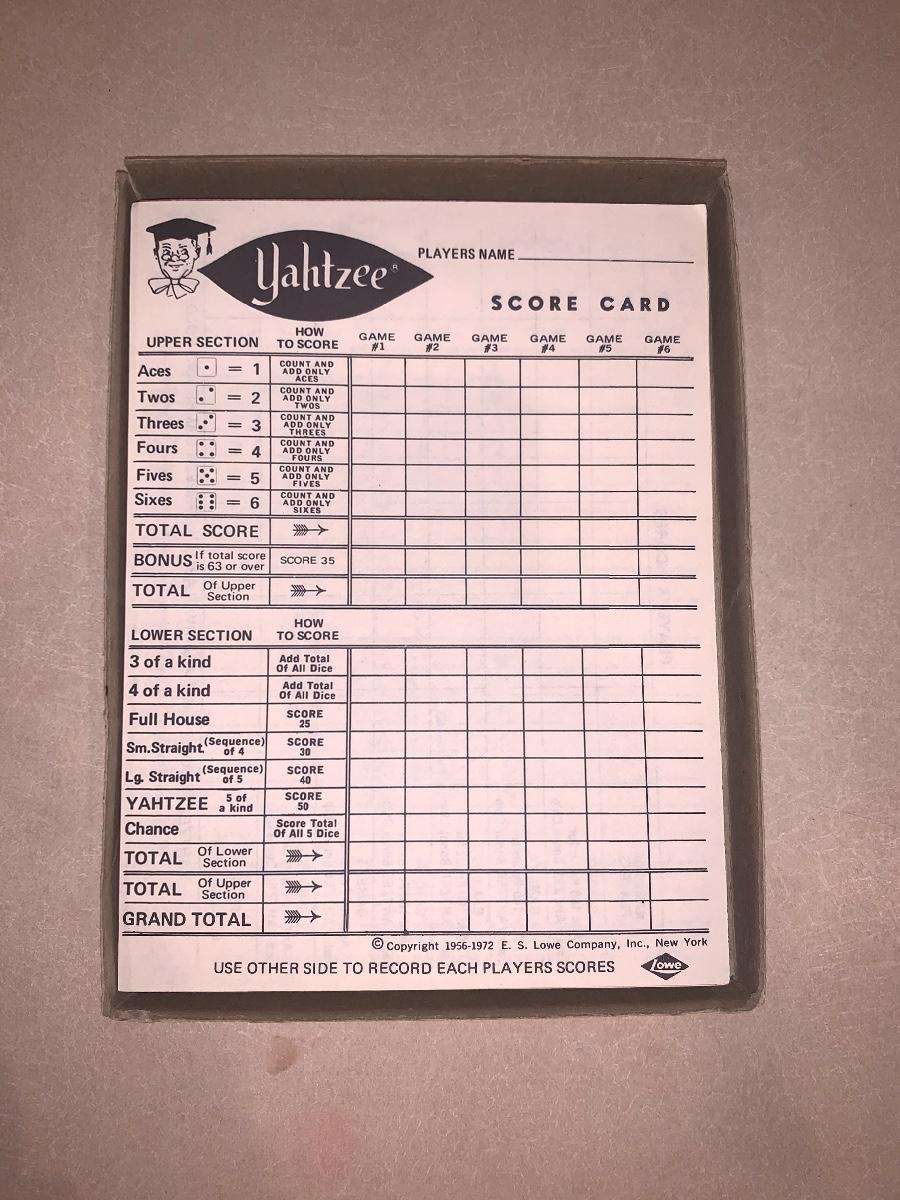 Yahtzee®
PLAYERS NAME
SCORE CARD
UPPER SECTION HOW TO SCORE GAME #1 GAME #2 GAME #3 GAME #4 GAME #5 GAME #6
Aces = 1 COUNT AND ADD ONLY ACES
Twos = 2 COUNT AND ADD ONLY TWOS
Threes = 3 COUNT AND ADD ONLY THREES
Fours = 4 COUNT AND ADD ONLY FOURS
Fives = 5 COUNT AND ADD ONLY FIVES
Sixes = 6 COUNT AND ADD ONLY SIXES
TOTAL SCORE
BONUS If total score is 63 or over SCORE 35
TOTAL Of Upper Section
LOWER SECTION HOW TO SCORE
3 of a kind Add Total Of All Dice
4 of a kind Add Total Of All Dice
Full House SCORE 25
Sm.Straight (Sequence) of 4 SCORE 30
Lg. Straight (Sequence) of 5 SCORE 40
YAHTZEE 5 of a kind SCORE 50
Chance Score Total Of All 5 Dice
TOTAL Of Lower Section
TOTAL Of Upper Section
GRAND TOTAL
© Copyright 1956-1972 E. S. Lowe Company, Inc., New York
USE OTHER SIDE TO RECORD EACH PLAYERS SCORES Lowe